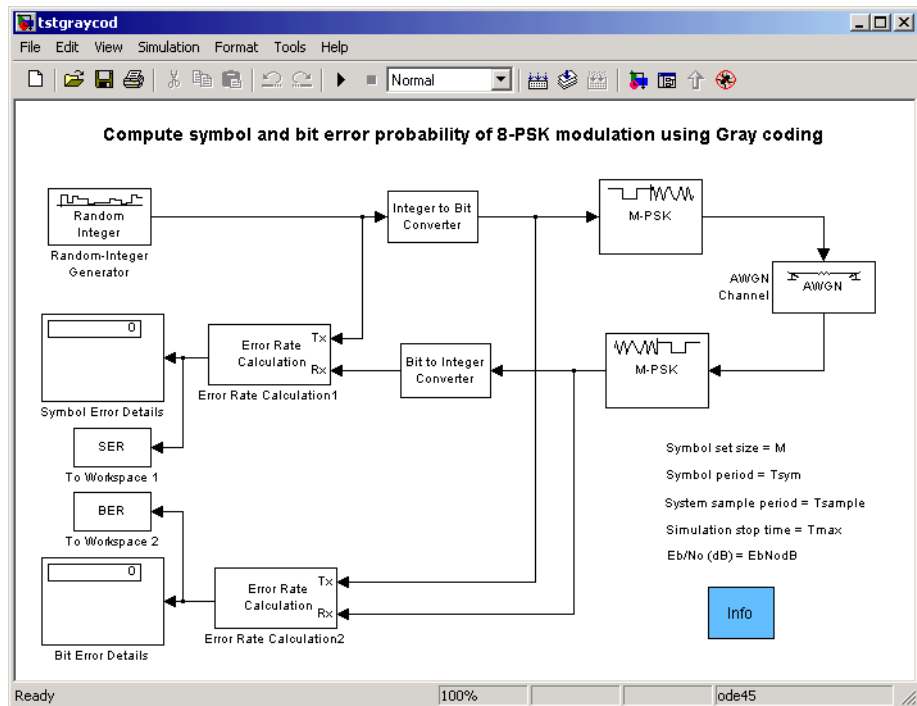 tstgraycod
File Edit View Simulation Format Tools Help
Normal
Compute symbol and bit error probability of 8-PSK modulation using Gray coding
Random
Integer
Random-Integer
Generator
Integer to Bit
Converter
M-PSK
AWGN
Channel
AWGN
0
Symbol Error Details
Error Rate
Calculation
Tx
Rx
Error Rate Calculation1
Bit to Integer
Converter
M-PSK
SER
To Workspace 1
BER
To Workspace 2
Symbol set size = M
Symbol period = Tsym
System sample period = Tsample
Simulation stop time = Tmax
Eb/No (dB) = EbNodB
0
Bit Error Details
Error Rate
Calculation
Tx
Rx
Error Rate Calculation2
Info
Ready 100% ode45